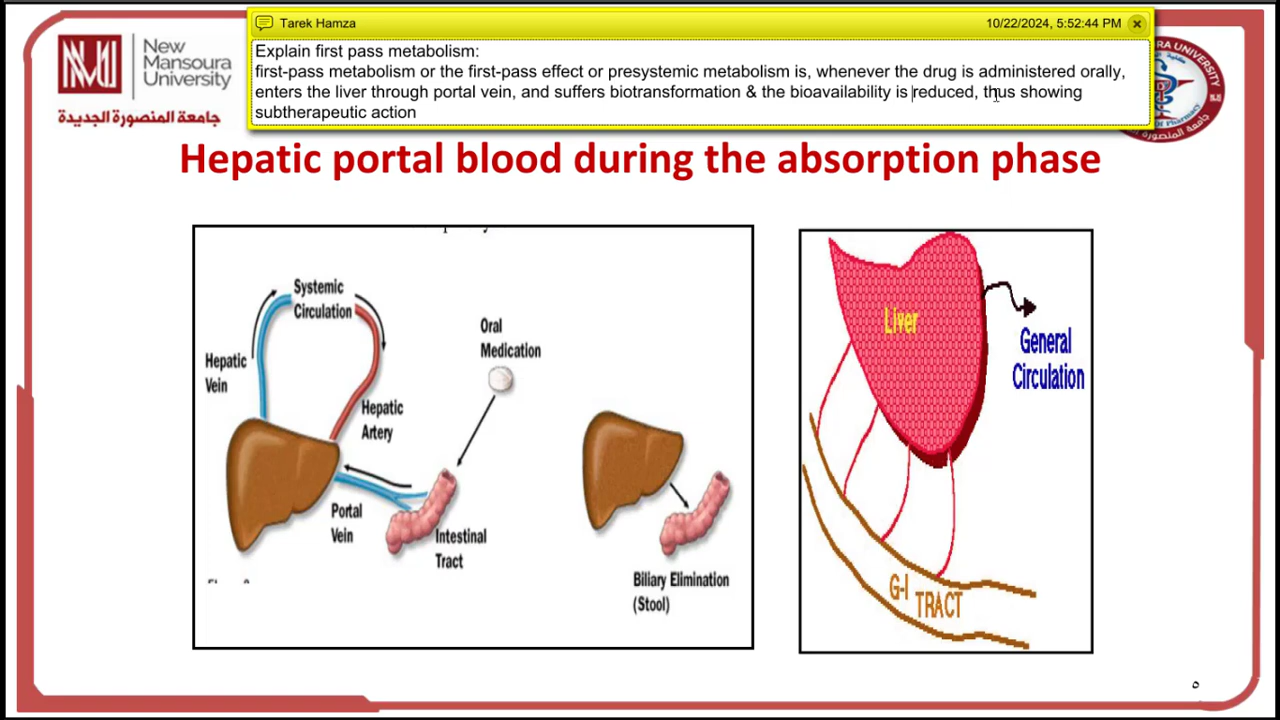 Tarek Hamza
10/22/2024, 5:52:44 PM
Explain first pass metabolism:
first-pass metabolism or the first-pass effect or presystemic metabolism is, whenever the drug is administered orally,
enters the liver through portal vein, and suffers biotransformation & the bioavailability is reduced, thus showing
subtherapeutic action
New
Mansoura
University
جامعة المنصورة الجديدة
Hepatic portal blood during the absorption phase
Systemic
Circulation
Oral
Medication
Hepatic
Vein
Hepatic
Artery
Portal
Vein
Intestinal
Tract
Biliary Elimination
(Stool)
Liver
General
Circulation
G-I
TRACT
٥